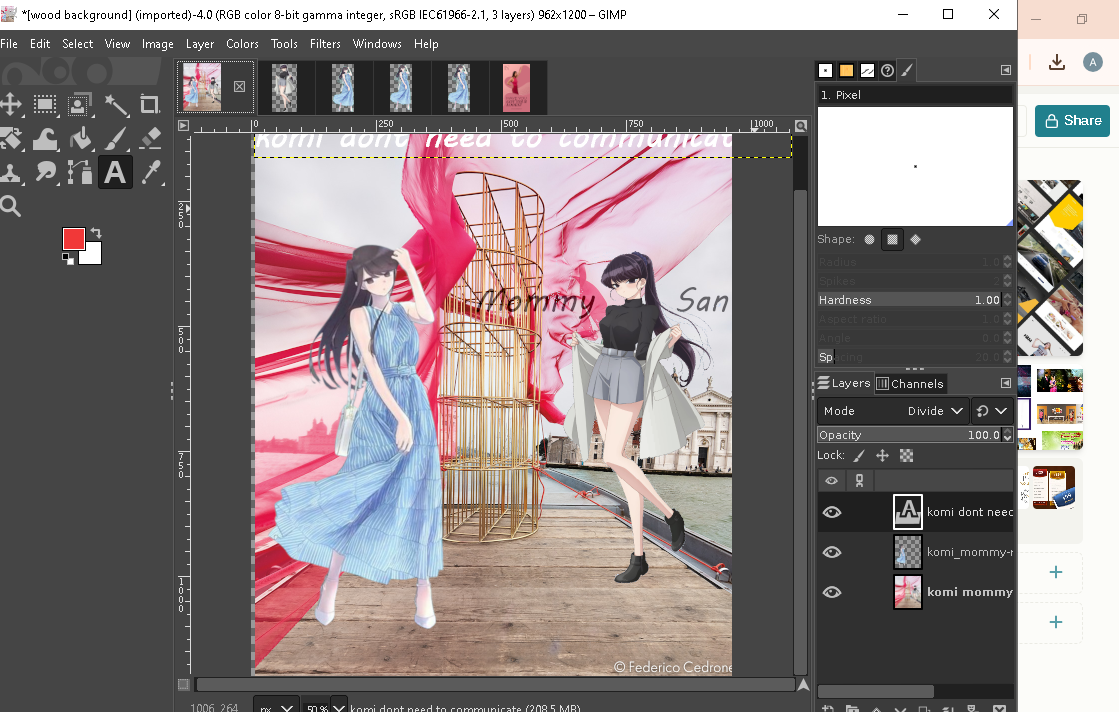 *[wood background] (imported)-4.0 (RGB color 8-bit gamma integer, sRGB IEC61966-2.1, 3 layers) 962x1200 – GIMP
File Edit Select View Image Layer Colors Tools Filters Windows Help
0 250 500 750 1000
250
500
750
1000
komi dont need to communicat
Mommy San
© Federico Cedrone
1006, 264 px 50 % komi dont need to communicate (208.5 MB)
A
Share
1. Pixel
Shape:
Radius 1.0
Spikes
Hardness 1.00
Aspect ratio 1.0
Angle 0.0
Spacing 20.0
Layers Channels
Mode Divide
Opacity 100.0
Lock:
komi dont need
komi_mommy-r
komi mommy